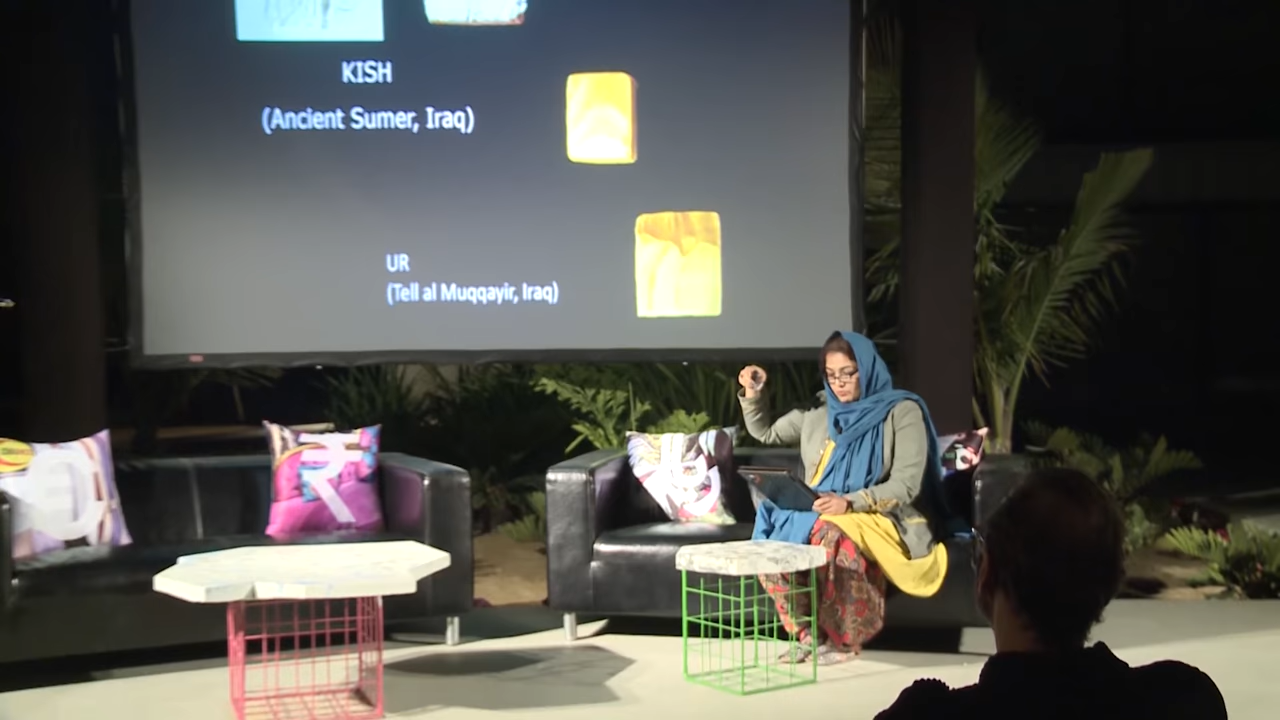 KISH
(Ancient Sumer, Iraq)
UR
(Tell al Muqqayir, Iraq)
₹